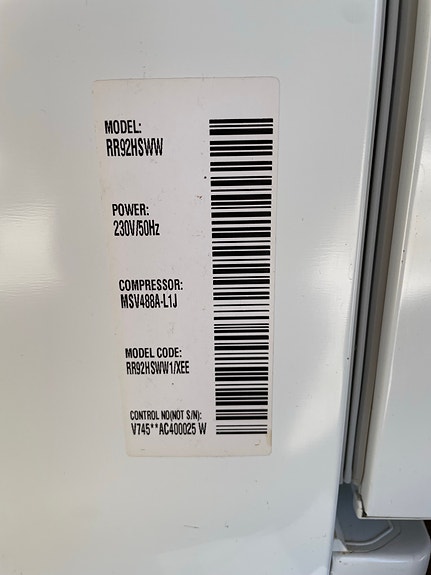 MODEL:
RR92HSWW
POWER:
230V/50Hz
COMPRESSOR:
MSV488A-L1J
MODEL CODE:
RR92HSWW1/XEE
CONTROL NO(NOT S/N):
V745**AC400025 W